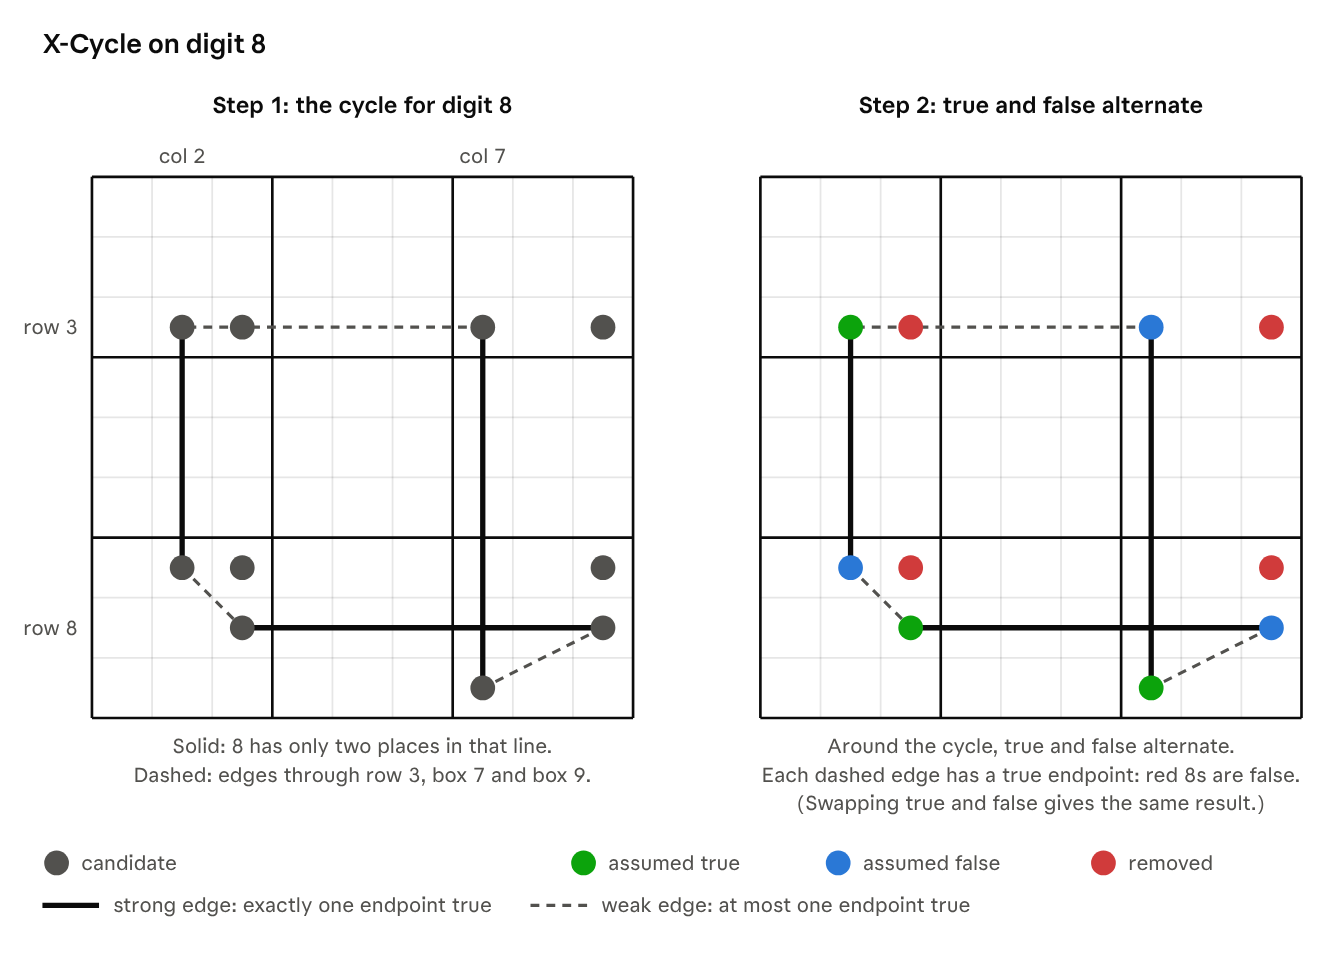 X-Cycle on digit 8
Step 1: the cycle for digit 8
Step 2: true and false alternate
col 2
col 7
row 3
row 8
Solid: 8 has only two places in that line.
Dashed: edges through row 3, box 7 and box 9.
Around the cycle, true and false alternate.
Each dashed edge has a true endpoint: red 8s are false.
(Swapping true and false gives the same result.)
candidate
assumed true
assumed false
removed
strong edge: exactly one endpoint true
weak edge: at most one endpoint true